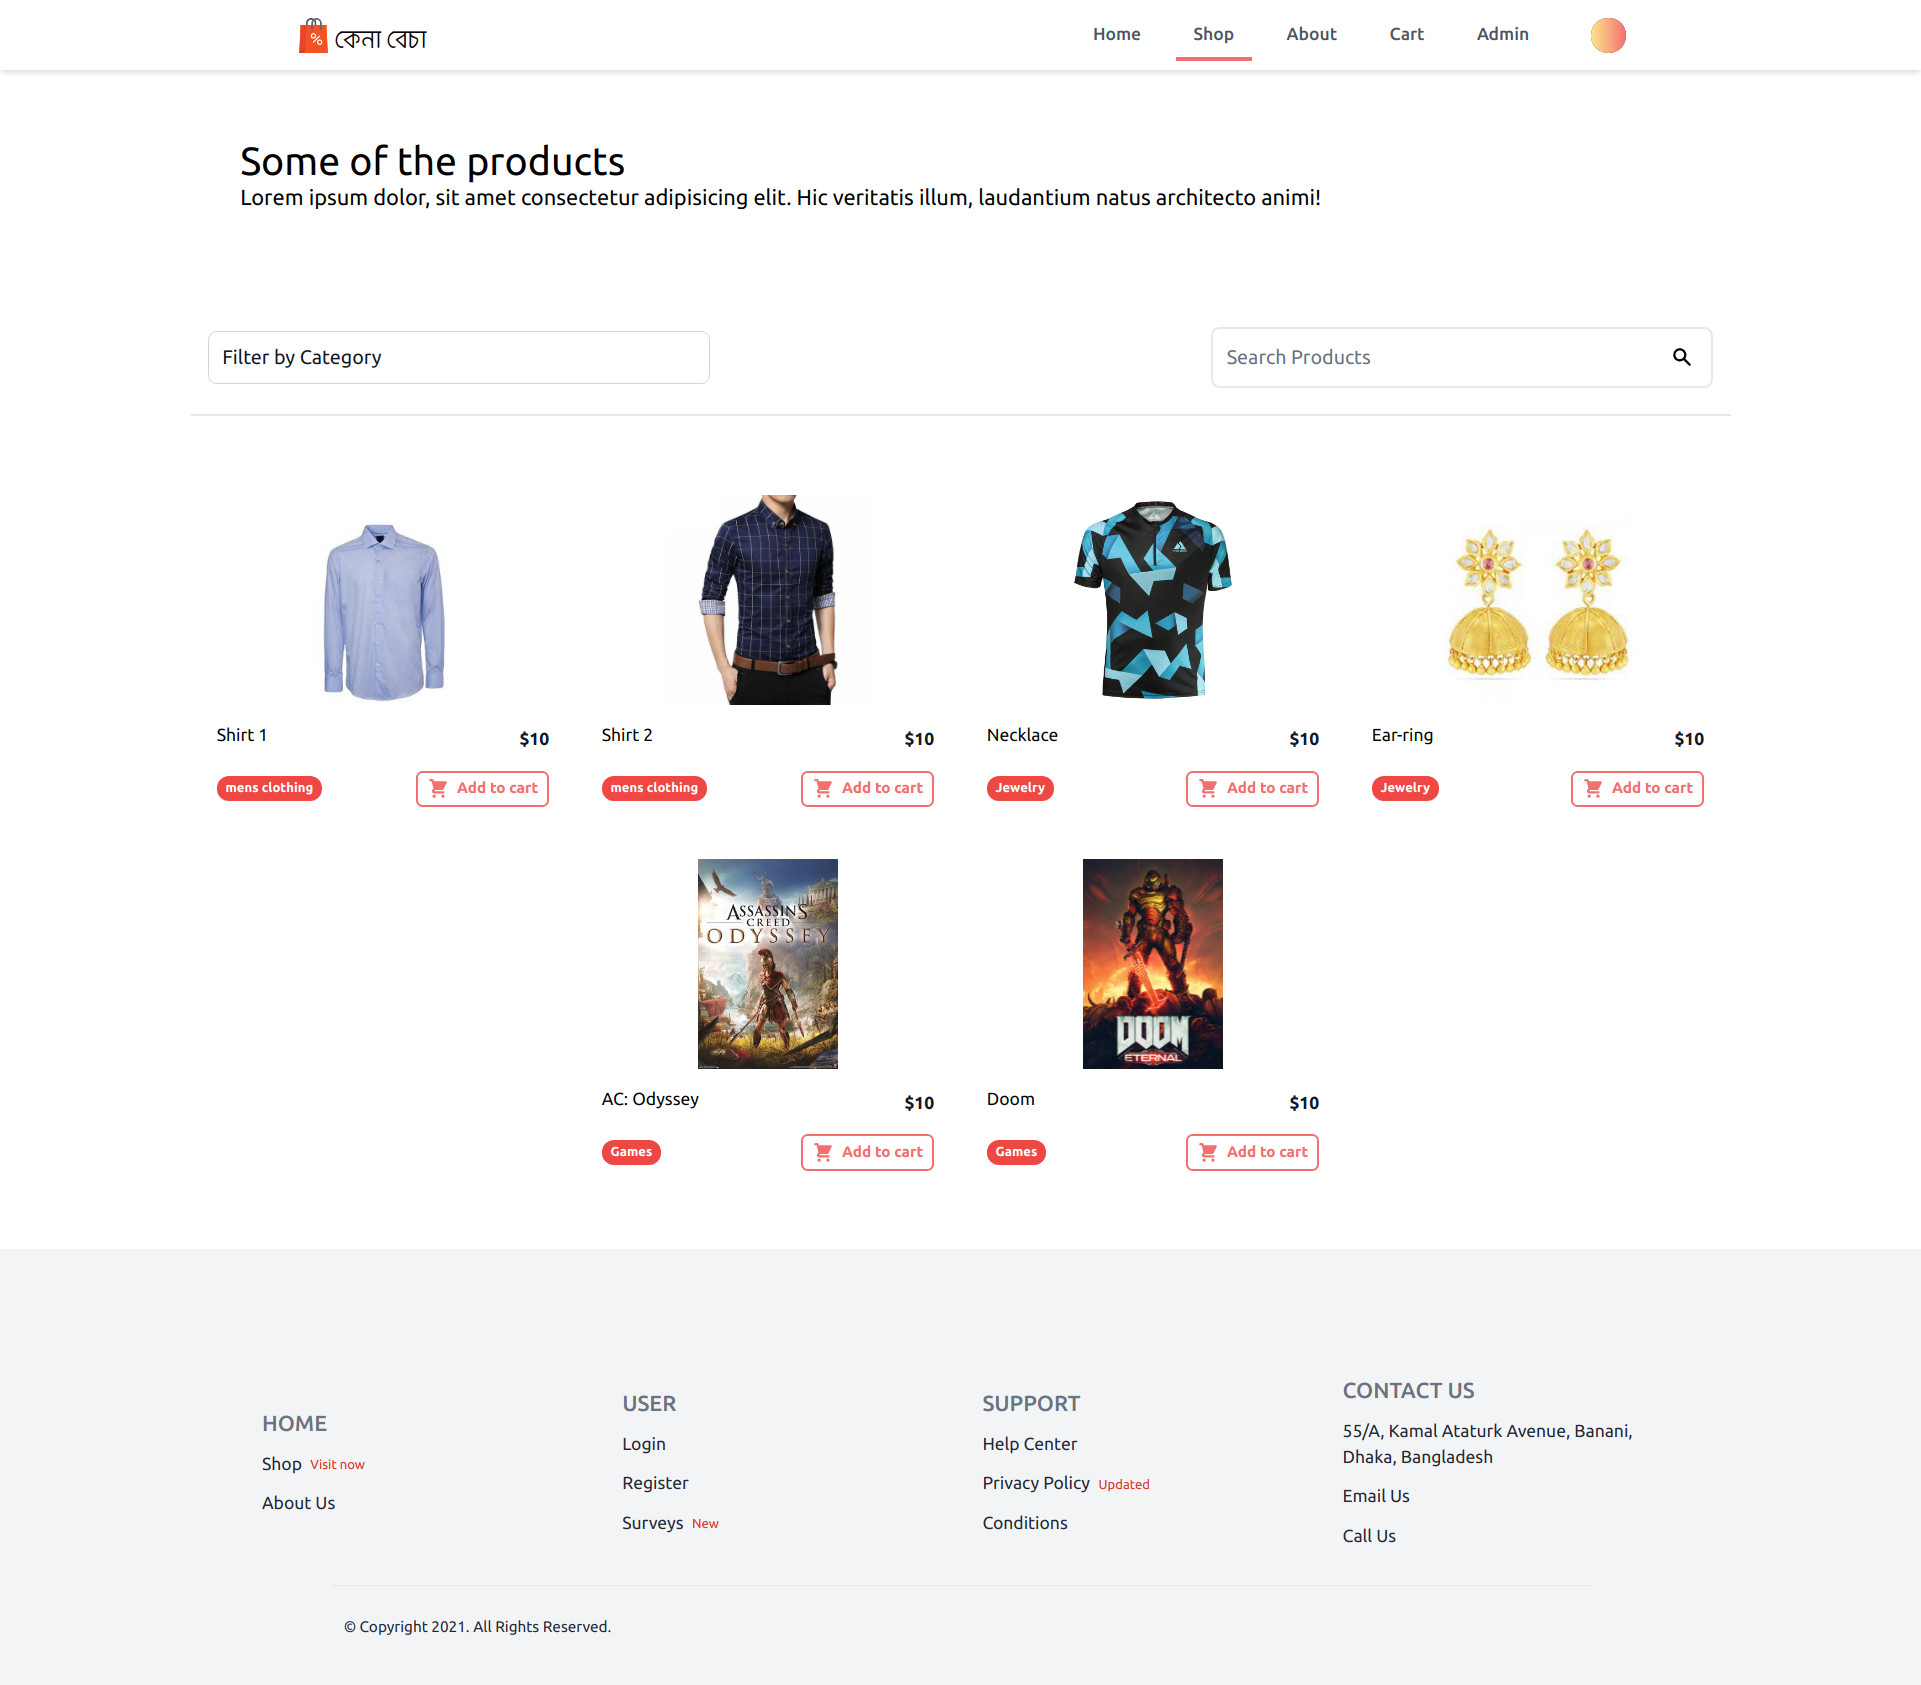 % কেনা বেচা
Home Shop About Cart Admin
Some of the products
Lorem ipsum dolor, sit amet consectetur adipisicing elit. Hic veritatis illum, laudantium natus architecto animi!
Filter by Category
Search Products
Shirt 1 $10
mens clothing Add to cart
Shirt 2 $10
mens clothing Add to cart
Necklace $10
Jewelry Add to cart
Ear-ring $10
Jewelry Add to cart
ASSASSIN'S
CREED
ODYSSEY
AC: Odyssey $10
Games Add to cart
DOOM
ETERNAL
Doom $10
Games Add to cart
HOME
Shop Visit now
About Us
USER
Login
Register
Surveys New
SUPPORT
Help Center
Privacy Policy Updated
Conditions
CONTACT US
55/A, Kamal Ataturk Avenue, Banani,
Dhaka, Bangladesh
Email Us
Call Us
© Copyright 2021. All Rights Reserved.